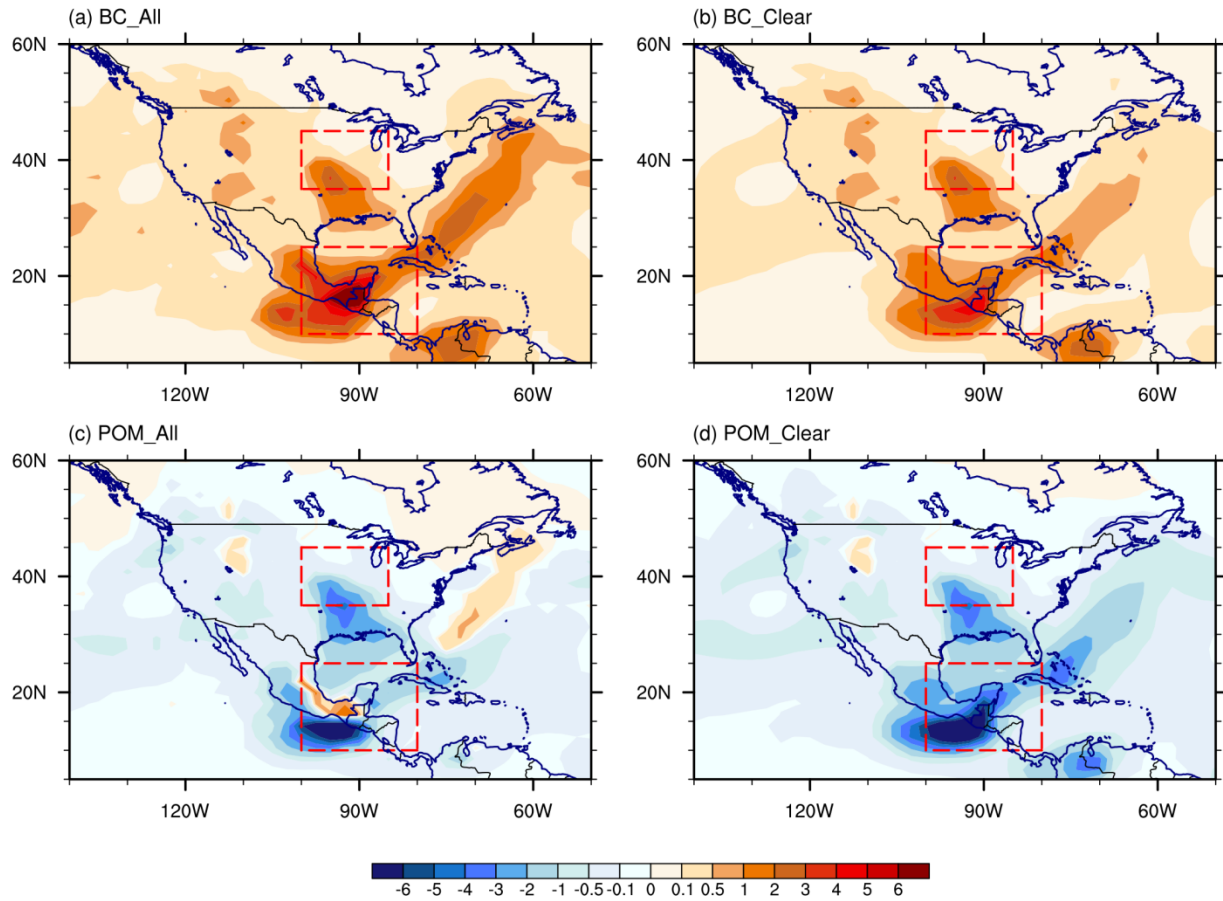 (a) BC_All
(b) BC_Clear
60N
40N
20N
120W 90W 60W
60N
40N
20N
120W 90W 60W
(c) POM_All
(d) POM_Clear
60N
40N
20N
120W 90W 60W
60N
40N
20N
120W 90W 60W
-6 -5 -4 -3 -2 -1 -0.5 -0.1 0 0.1 0.5 1 2 3 4 5 6